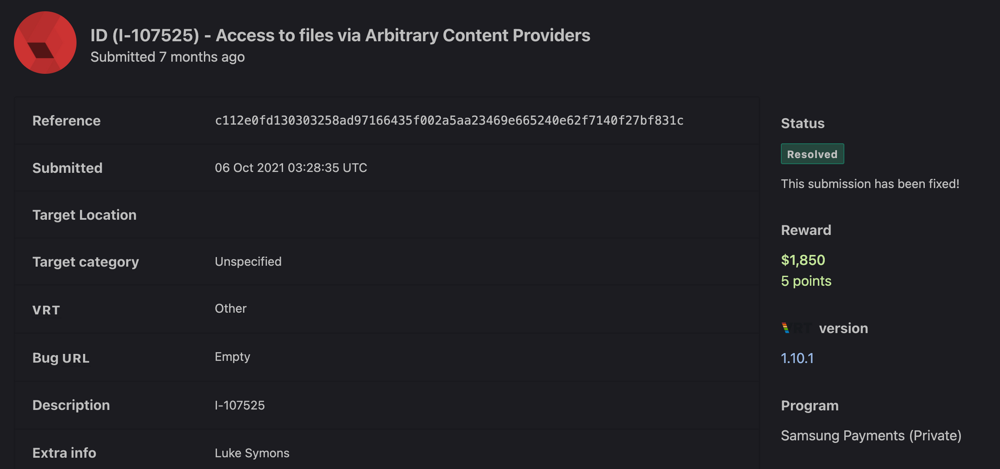 ID (I-107525) - Access to files via Arbitrary Content Providers
Submitted 7 months ago
Reference c112e0fd130303258ad97166435f002a5aa23469e665240e62f7140f27bf831c
Submitted 06 Oct 2021 03:28:35 UTC
Target Location
Target category Unspecified
VRT Other
Bug URL Empty
Description I-107525
Extra info Luke Symons
Status
Resolved
This submission has been fixed!
Reward
$1,850
5 points
VRT version
1.10.1
Program
Samsung Payments (Private)